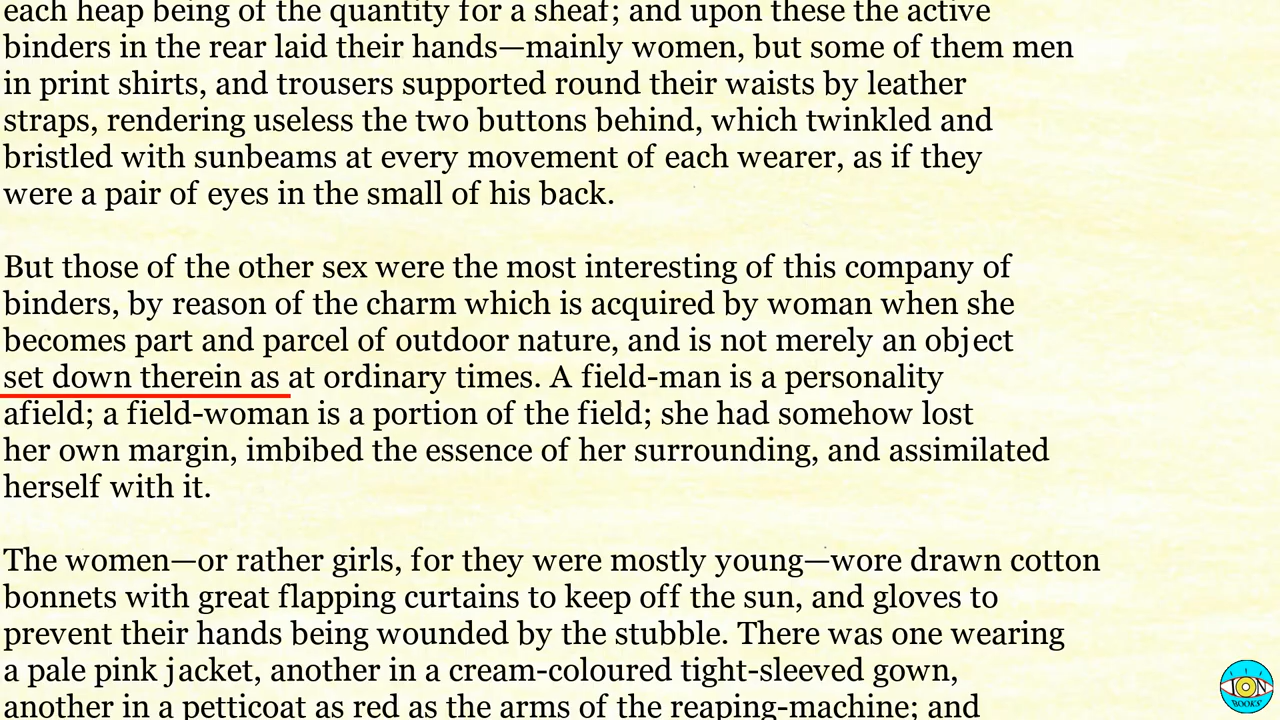 each heap being of the quantity for a sheaf; and upon these the active
binders in the rear laid their hands—mainly women, but some of them men
in print shirts, and trousers supported round their waists by leather
straps, rendering useless the two buttons behind, which twinkled and
bristled with sunbeams at every movement of each wearer, as if they
were a pair of eyes in the small of his back.
But those of the other sex were the most interesting of this company of
binders, by reason of the charm which is acquired by woman when she
becomes part and parcel of outdoor nature, and is not merely an object
set down therein as at ordinary times. A field-man is a personality
afield; a field-woman is a portion of the field; she had somehow lost
her own margin, imbibed the essence of her surrounding, and assimilated
herself with it.
The women—or rather girls, for they were mostly young—wore drawn cotton
bonnets with great flapping curtains to keep off the sun, and gloves to
prevent their hands being wounded by the stubble. There was one wearing
a pale pink jacket, another in a cream-coloured tight-sleeved gown,
another in a petticoat as red as the arms of the reaping-machine; and
ION
BOOKS